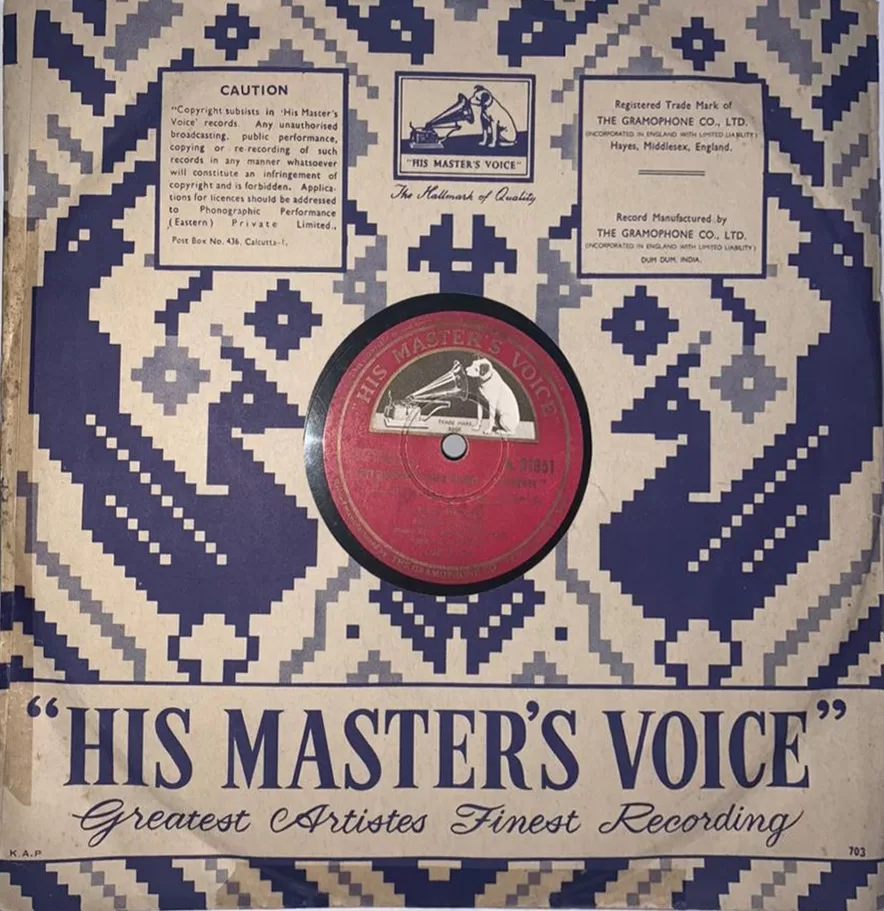 CAUTION
"Copyright subsists in 'His Master's
Voice' records. Any unauthorised
broadcasting, public performance,
copying or re-recording of such
records in any manner whatsoever
will constitute an infringement of
copyright and is forbidden. Applica-
tions for licences should be addressed
to Phonographic Performance
(Eastern) Private Limited.,
Post Box No. 436, Calcutta-1.
"HIS MASTER'S VOICE"
The Hallmark of Quality
Registered Trade Mark of
THE GRAMOPHONE CO., LTD.
(INCORPORATED IN ENGLAND WITH LIMITED LIABILITY)
Hayes, Middlesex, England.
Record Manufactured by
THE GRAMOPHONE CO., LTD.
(INCORPORATED IN ENGLAND WITH LIMITED LIABILITY)
DUM DUM, INDIA.
HIS MASTER'S VOICE
TRADE MARK
THE GRAMOPHONE CO
"HIS MASTER'S VOICE"
Greatest Artistes Finest Recording
K.A.P
703